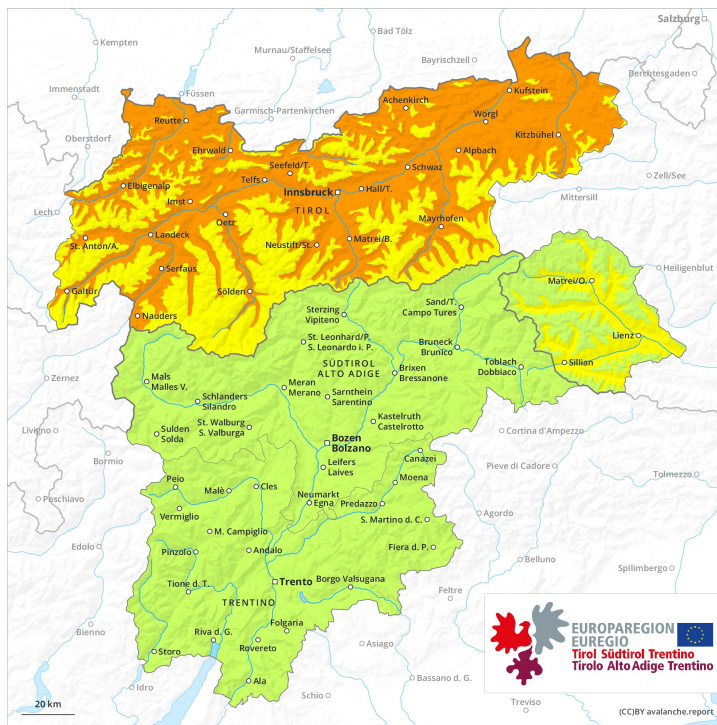 Salzburg
Kempten
Bad Tölz
Murnau/Staffelsee
Bayrischzell
Berchtesgaden
Immenstadt
Füssen
Garmisch-Partenkirchen
Achenkirch
Kufstein
Reutte
Wörgl
Oberstdorf
Ehrwald
Kitzbühel
Alpbach
Seefeld/T.
Schwaz
Zell/See
Telfs
Hall/T.
Elbigenalp
Innsbruck
Mittersill
Imst
TIROL
Lech
Oetz
Mayrhofen
Landeck
Matrei/B.
St. Anton/A.
Neustift/St.
Serfaus
Heiligenblut
Matrei/O.
Galtür
Sölden
Sand/T.
Campo Tures
Nauders
Sterzing
Vipiteno
Lienz
St. Leonhard/P.
S. Leonardo i. P.
Bruneck
Brunico
Sillian
Toblach
Dobbiaco
SÜDTIROL
ALTO ADIGE
Brixen
Bressanone
Zernez
Mals
Malles V.
Meran
Merano
Schlanders
Silandro
Sarnthein
Sarentino
St. Walburg
S. Valburga
Kastelruth
Castelrotto
Livigno
Sulden
Solda
Cortina d'Ampezzo
Bozen
Bolzano
Bormio
Canazei
Pieve di Cadore
Leifers
Laives
Tolmezzo
Peio
Moena
Malè
Cles
Neumarkt
Egna
Predazzo
Poschiavo
Vermiglio
Agordo
S. Martino d. C.
M. Campiglio
Edolo
Fiera d. P.
Pinzolo
Andalo
Belluno
Spilimbergo
Trento
Borgo Valsugana
Tione d. T.
Feltre
TRENTINO
Folgaria
Bienno
Riva d. G.
Rovereto
Asiago
Storo
Bassano d. G.
Ala
Idro
Schio
Treviso
EUROPAREGION
EUREGIO
Tirol Südtirol Trentino
Tirolo Alto Adige Trentino
20 km
(CC)BY avalanche.report